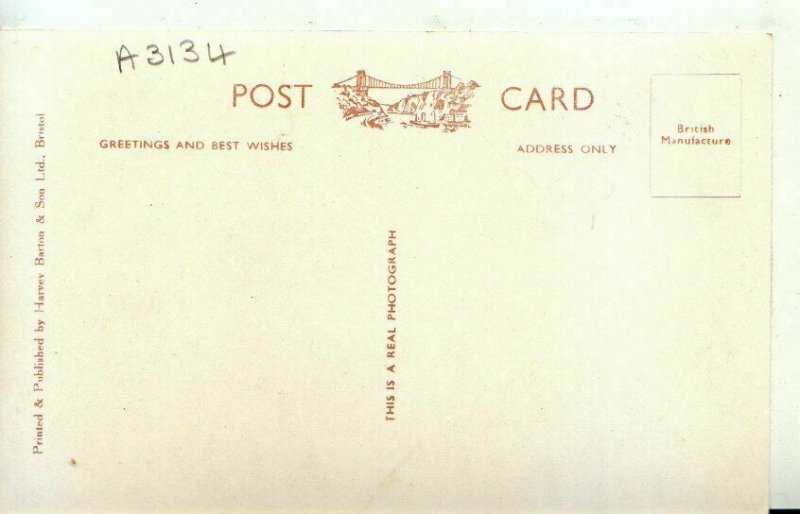 A3134
POST CARD
GREETINGS AND BEST WISHES
ADDRESS ONLY
British
Manufacture
THIS IS A REAL PHOTOGRAPH
Printed & Published by Harvey Barton & Son Ltd., Bristol